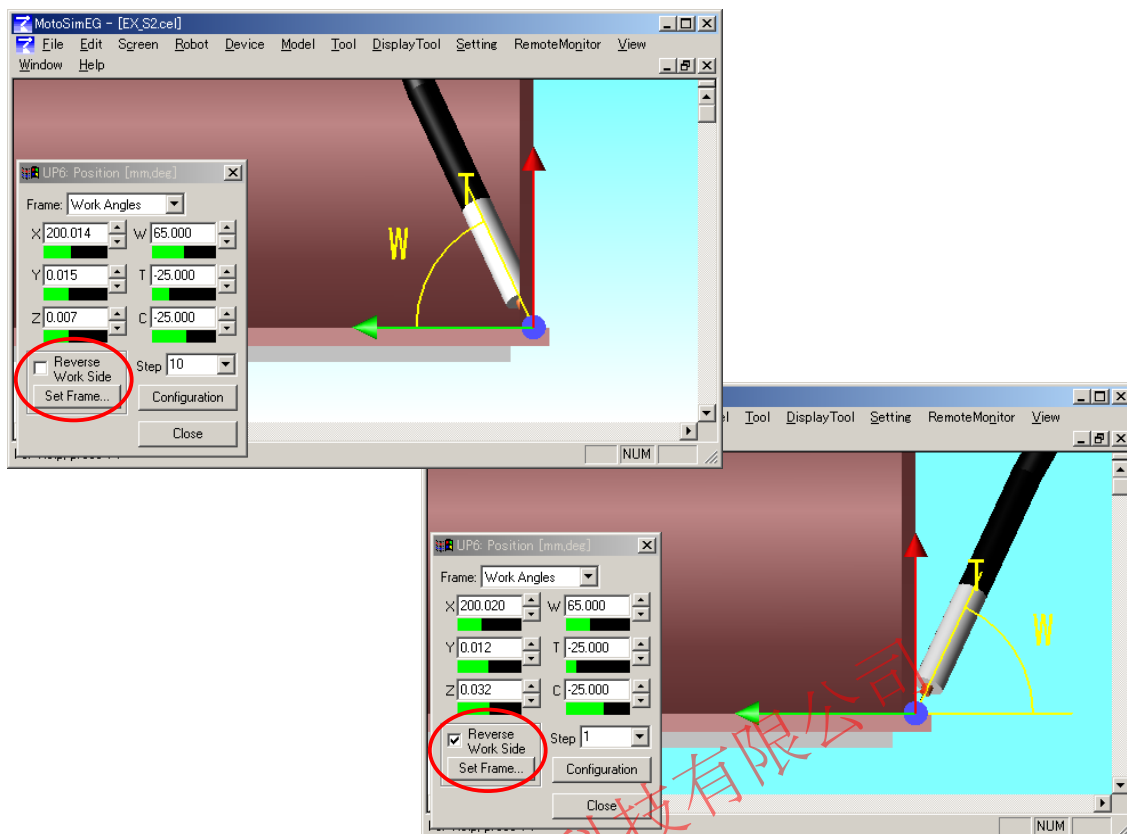 MotoSimEG - [EX_S2.cel]
File Edit Screen Robot Device Model Tool DisplayTool Setting RemoteMonitor View
Window Help
UP6: Position [mm,deg]
Frame: Work Angles
X 200.014 W 65.000
Y 0.015 T -25.000
Z 0.007 C -25.000
Reverse
Work Side
Step 10
Set Frame...
Configuration
Close
T
W
NUM
Tool DisplayTool Setting RemoteMonitor View
UP6: Position [mm,deg]
Frame: Work Angles
X 200.020 W 65.000
Y 0.012 T -25.000
Z 0.032 C -25.000
Reverse
Work Side
Step 1
Set Frame...
Configuration
Close
T
W
NUM
科技有限公司